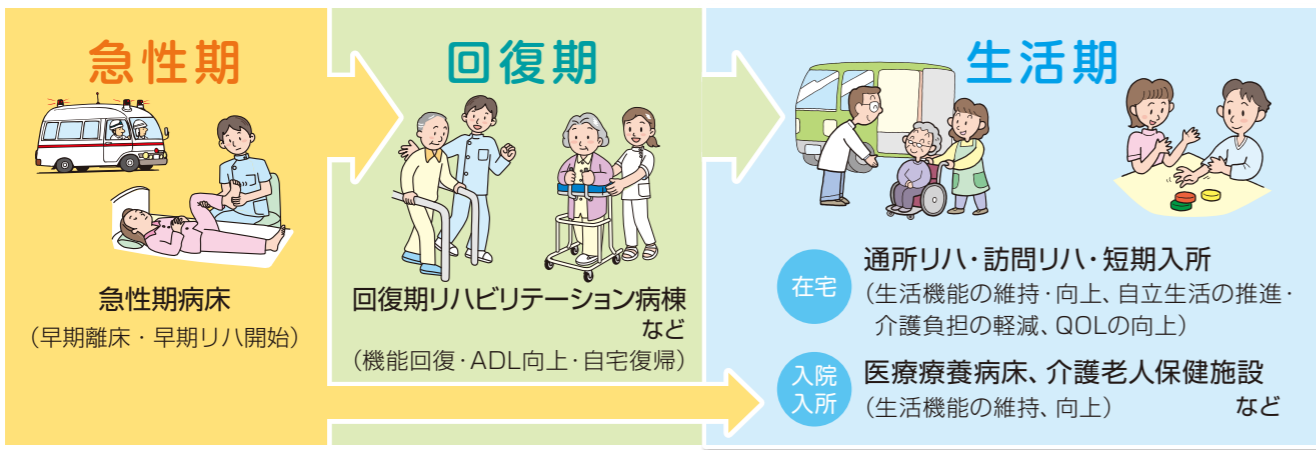 急性期
急性期病床
（早期離床・早期リハ開始）
回復期
回復期リハビリテーション病棟
など
（機能回復・ADL向上・自宅復帰）
生活期
在宅
通所リハ・訪問リハ・短期入所
（生活機能の維持・向上、自立生活の推進・
介護負担の軽減、QOLの向上）
入院
入所
医療療養病床、介護老人保健施設
（生活機能の維持、向上）
など